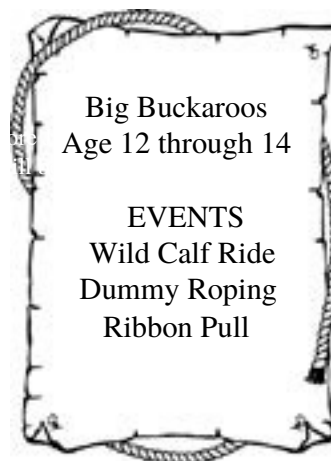 Big Buckaroos
Age 12 through 14
EVENTS
Wild Calf Ride
Dummy Roping
Ribbon Pull